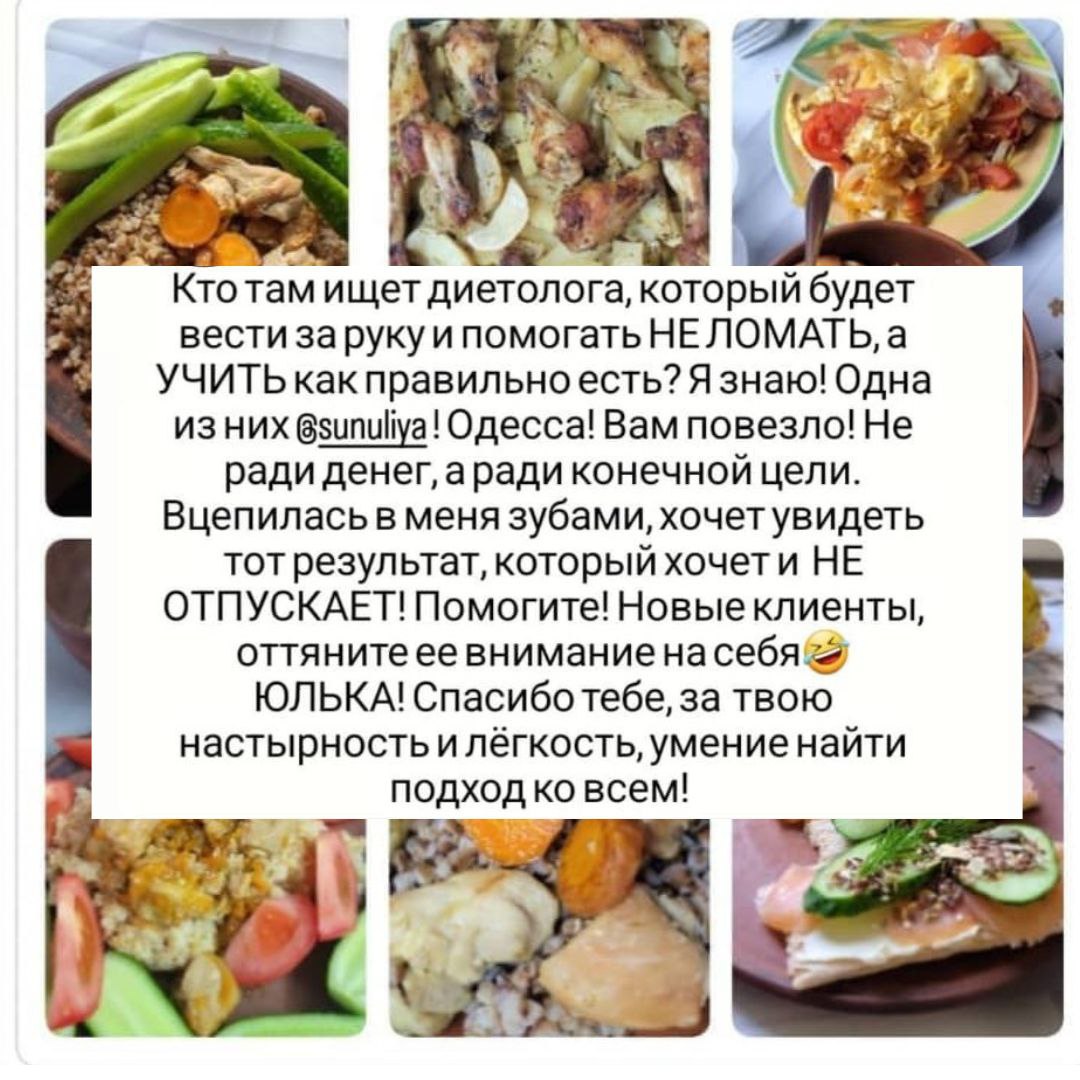 Кто там ищет диетолога, который будет
вести за руку и помогать НЕ ЛОМАТЬ, а
УЧИТЬ как правильно есть? Я знаю! Одна
из них @sunuliya! Одесса! Вам повезло! Не
ради денег, а ради конечной цели.
Вцепилась в меня зубами, хочет увидеть
тот результат, который хочет и НЕ
ОТПУСКАЕТ! Помогите! Новые клиенты,
оттяните ее внимание на себя🤣
ЮЛЬКА! Спасибо тебе, за твою
настырность и лёгкость, умение найти
подход ко всем!